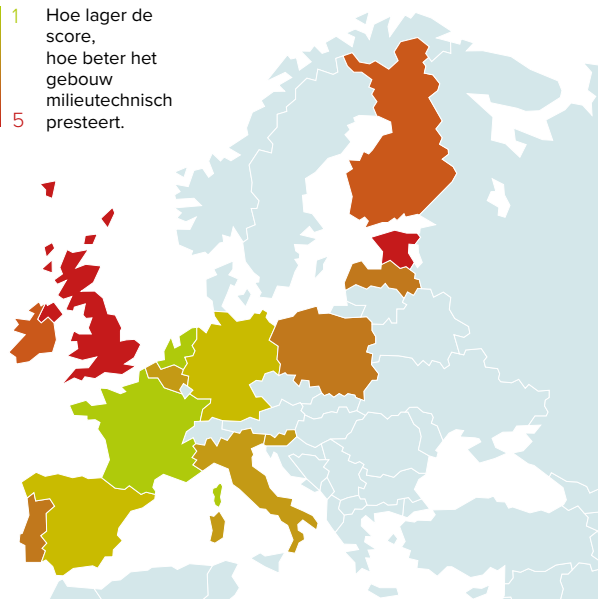 1
Hoe lager de
score,
hoe beter het
gebouw
milieutechnisch
5
presteert.